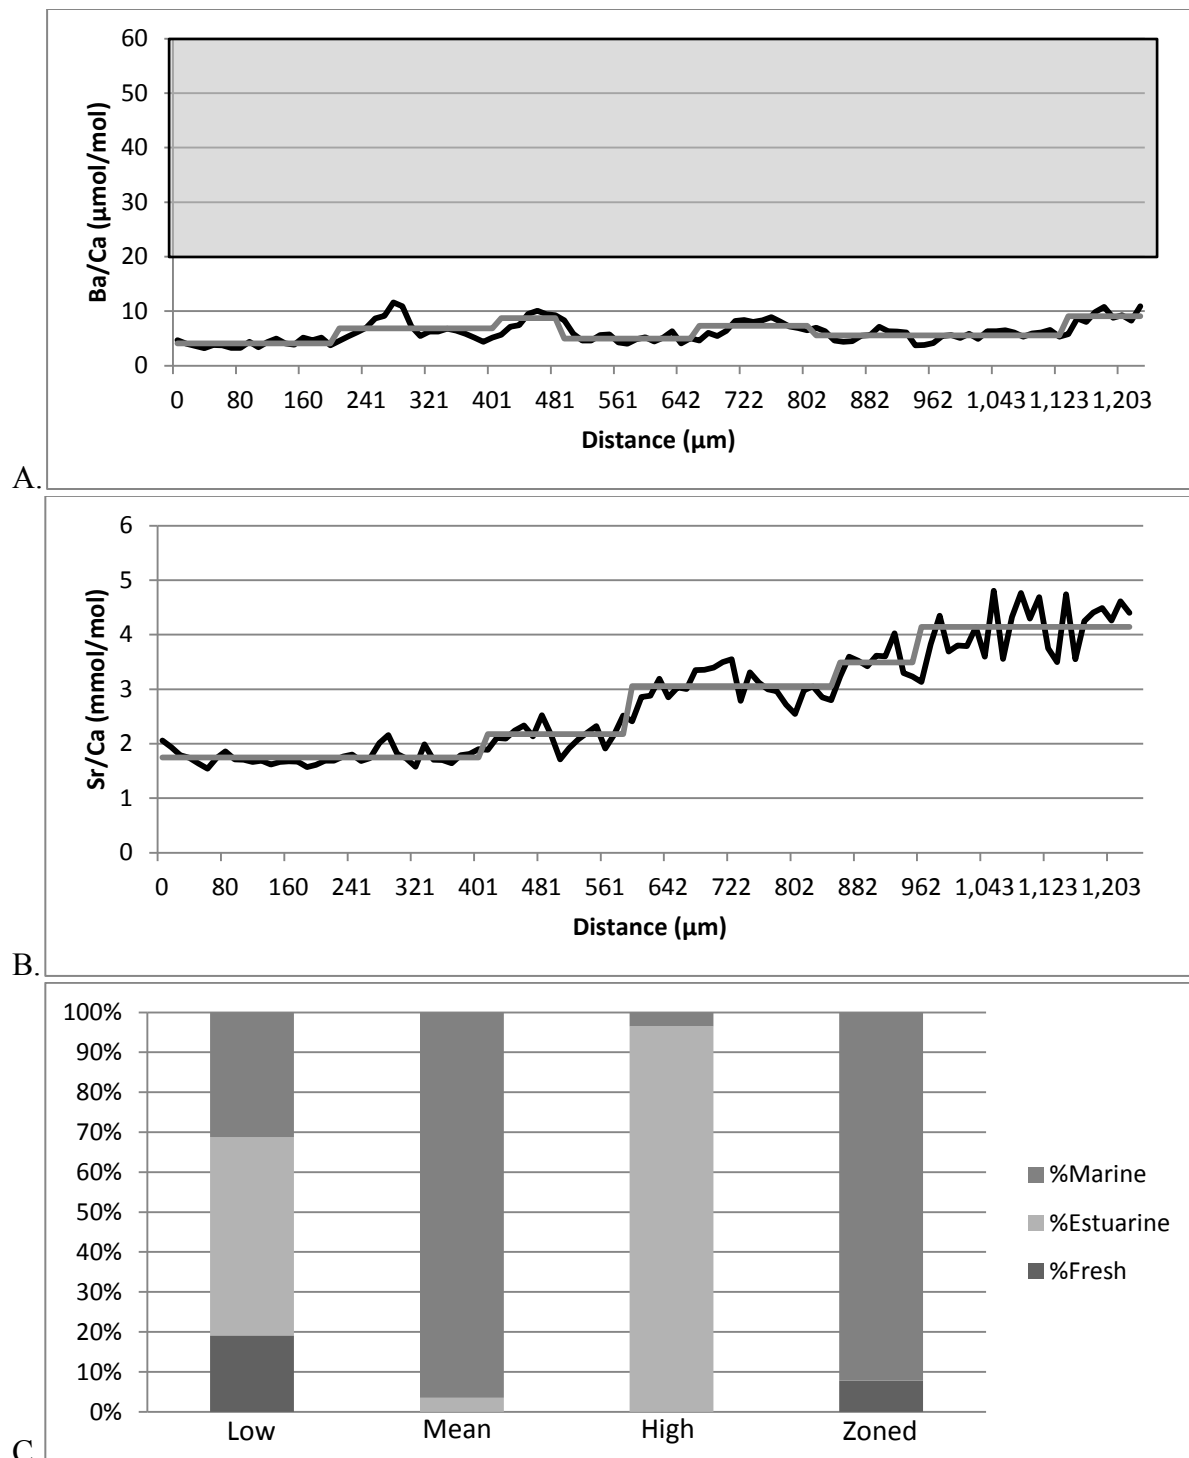 60
50
40
30
20
10
0
Ba/Ca (µmol/mol)
0 80 160 241 321 401 481 561 642 722 802 882 962 1,043 1,123 1,203
Distance (µm)
A.
6
5
4
3
2
1
0
Sr/Ca (mmol/mol)
0 80 160 241 321 401 481 561 642 722 802 882 962 1,043 1,123 1,203
Distance (µm)
B.
100%
90%
80%
70%
60%
50%
40%
30%
20%
10%
0%
Low Mean High Zoned
%Marine
%Estuarine
%Fresh
C